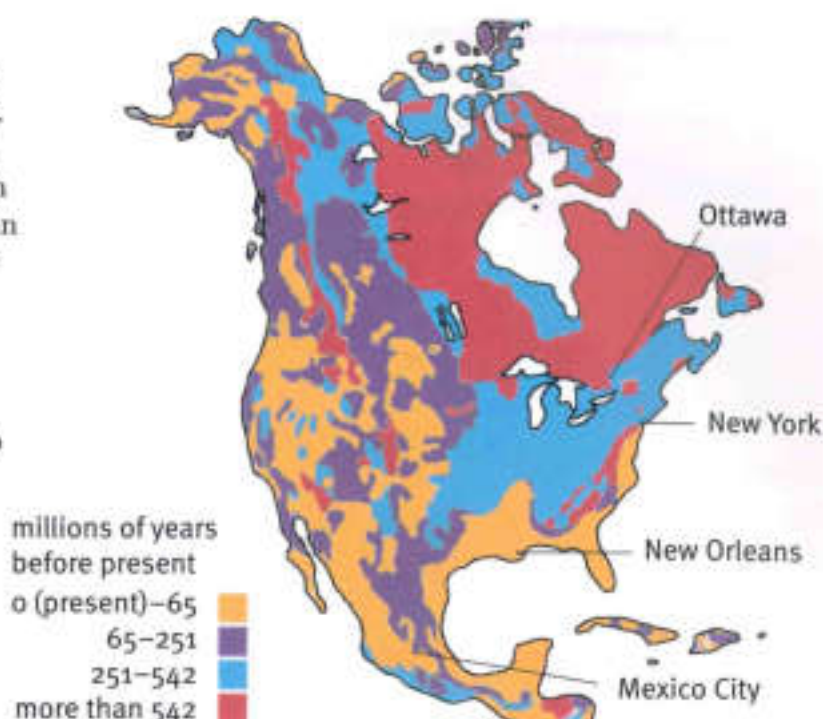 Ottawa
New York
New Orleans
Mexico City
millions of years
before present
0 (present)–65
65–251
251–542
more than 542